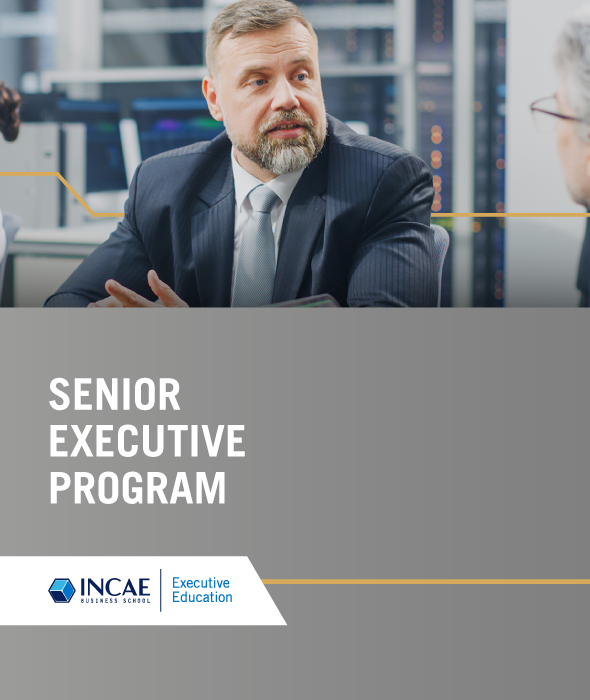 SENIOR
EXECUTIVE
PROGRAM
INCAE
BUSINESS SCHOOL
Executive
Education